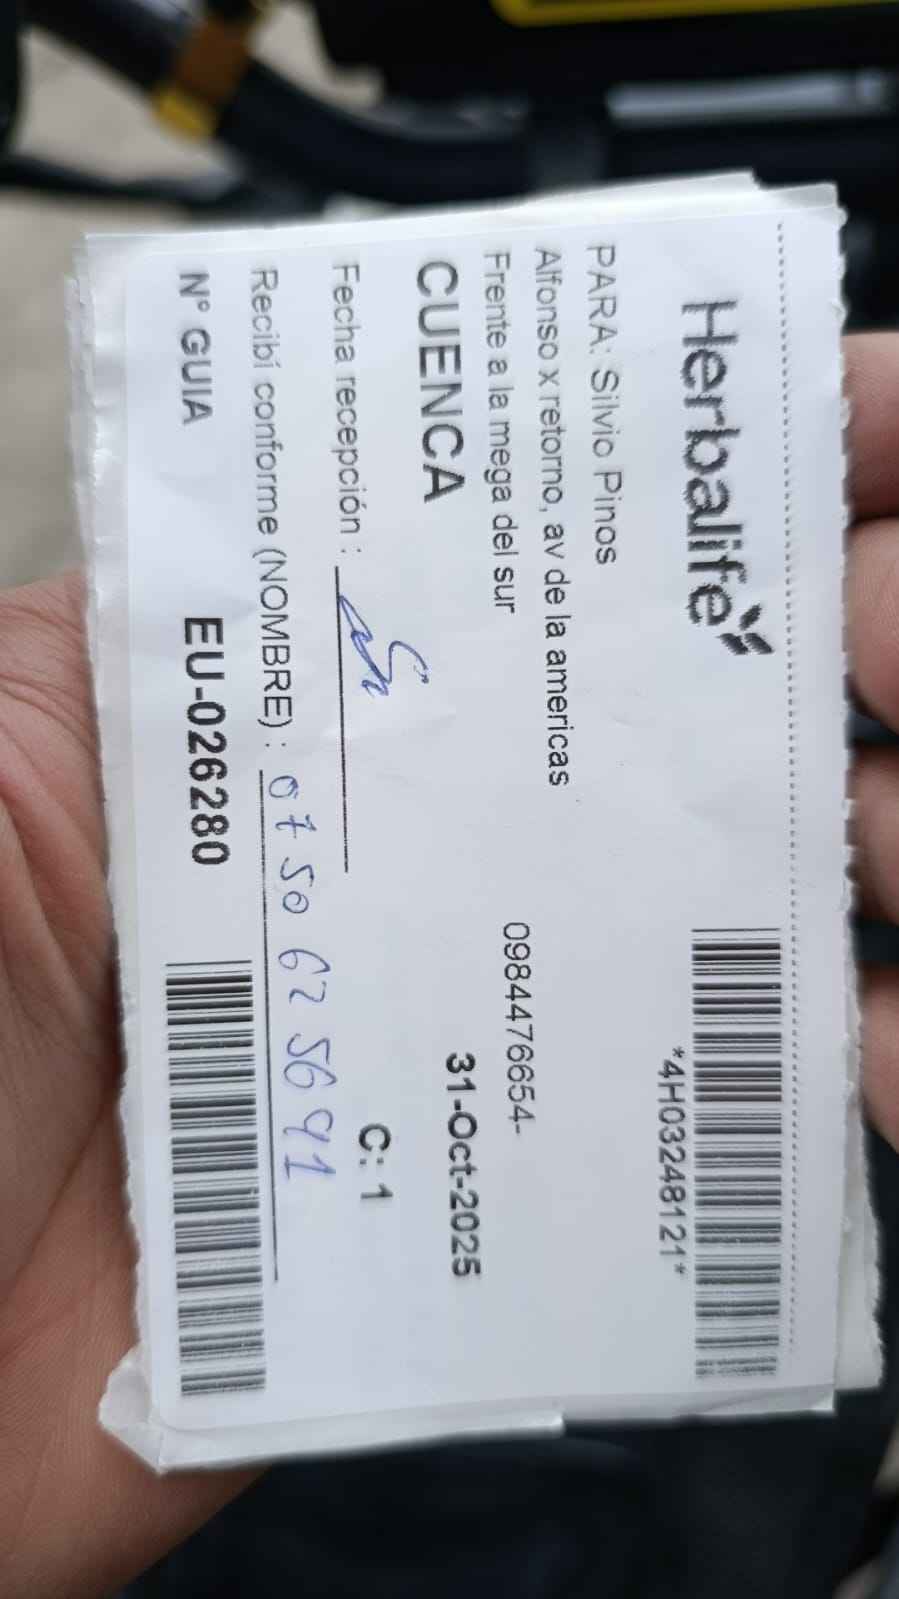 Herbalife
*4H03248121*
PARA: Silvio Pinos
Alfonso x retorno, av de la americas
Frente a la mega del sur
0984476654-
CUENCA
31-Oct-2025
Fecha recepción :
C: 1
Recibí conforme (NOMBRE) : 0750625691
N° GUIA EU-026280